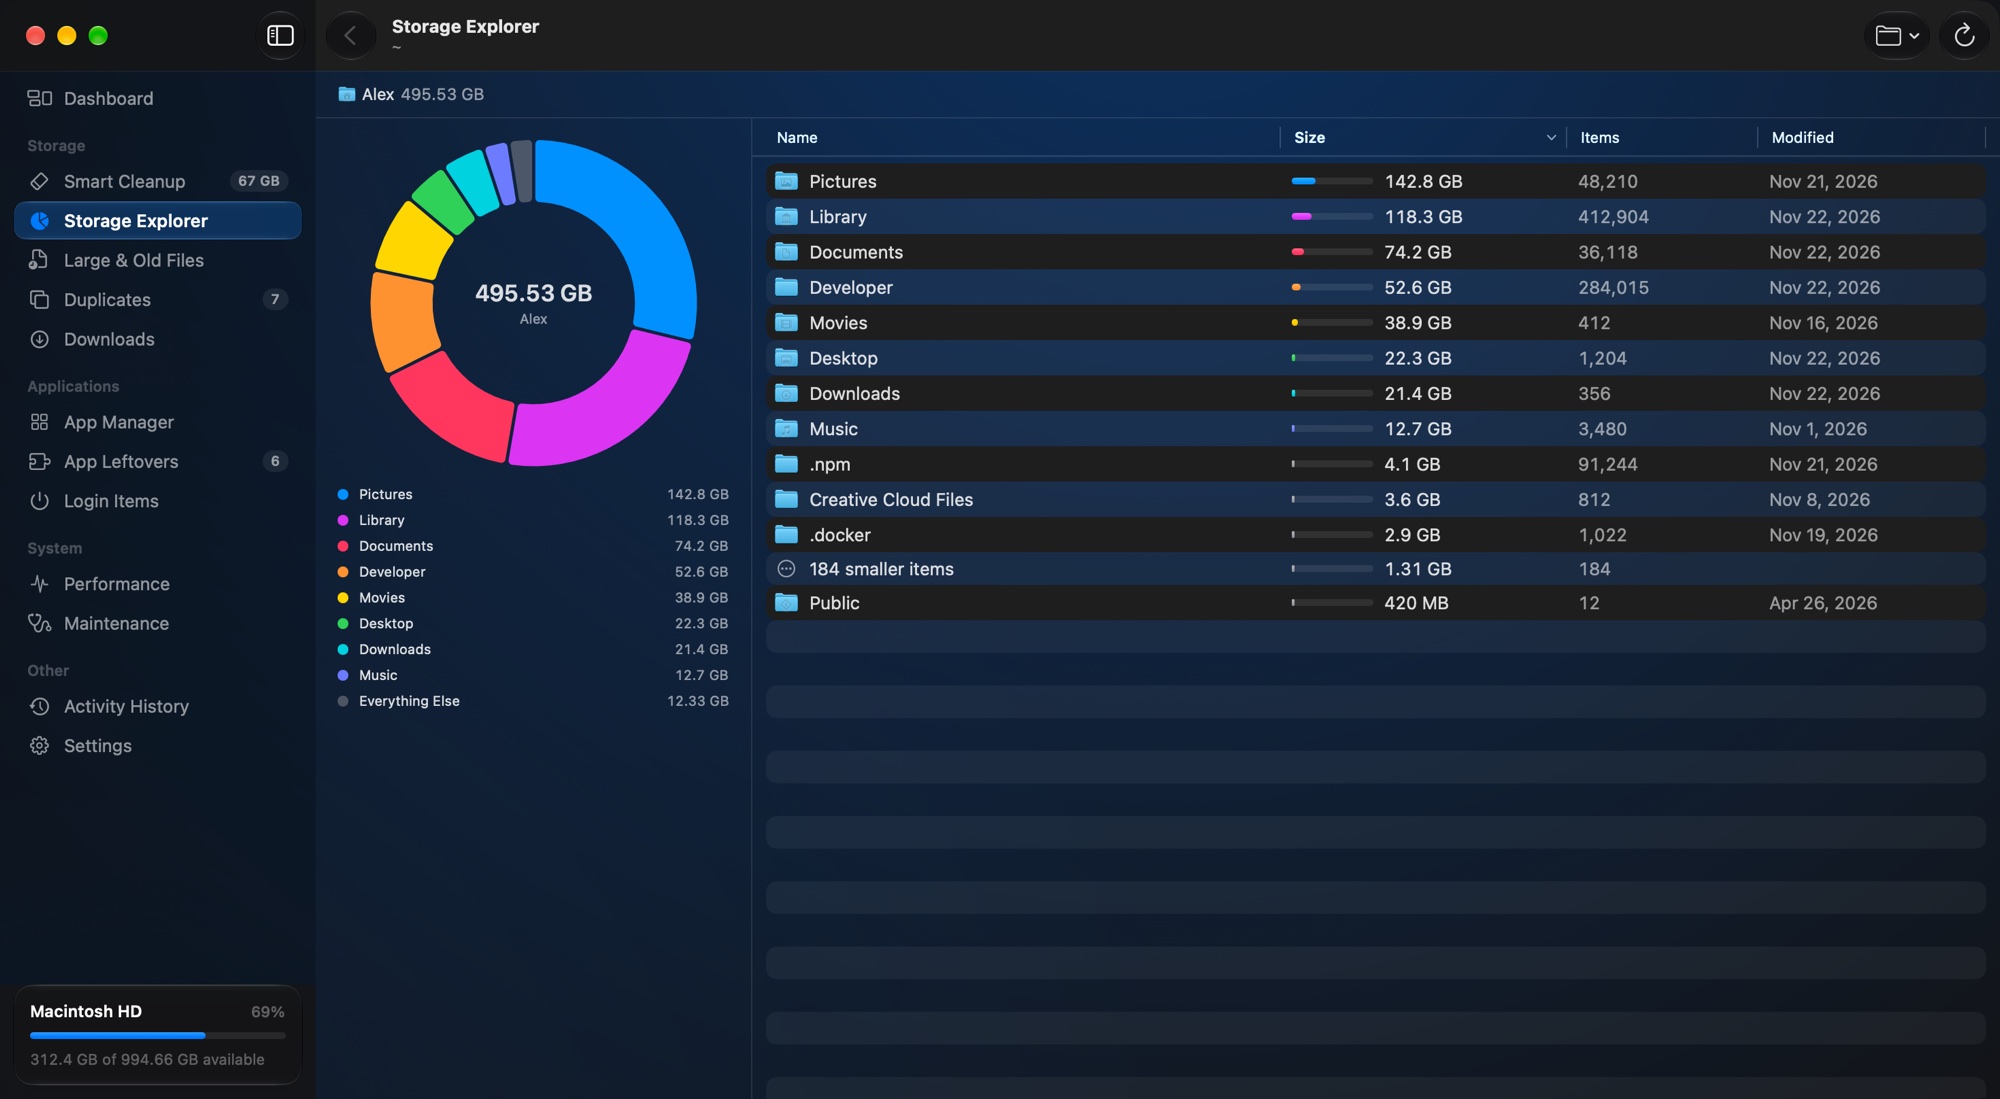 Storage Explorer
~
Dashboard
Storage
Smart Cleanup 67 GB
Storage Explorer
Large & Old Files
Duplicates 7
Downloads
Applications
App Manager
App Leftovers 6
Login Items
System
Performance
Maintenance
Other
Activity History
Settings
Macintosh HD 69%
312.4 GB of 994.66 GB available
Alex 495.53 GB
495.53 GB
Alex
Pictures 142.8 GB
Library 118.3 GB
Documents 74.2 GB
Developer 52.6 GB
Movies 38.9 GB
Desktop 22.3 GB
Downloads 21.4 GB
Music 12.7 GB
Everything Else 12.33 GB
Name Size Items Modified
Pictures 142.8 GB 48,210 Nov 21, 2026
Library 118.3 GB 412,904 Nov 22, 2026
Documents 74.2 GB 36,118 Nov 22, 2026
Developer 52.6 GB 284,015 Nov 22, 2026
Movies 38.9 GB 412 Nov 16, 2026
Desktop 22.3 GB 1,204 Nov 22, 2026
Downloads 21.4 GB 356 Nov 22, 2026
Music 12.7 GB 3,480 Nov 1, 2026
.npm 4.1 GB 91,244 Nov 21, 2026
Creative Cloud Files 3.6 GB 812 Nov 8, 2026
.docker 2.9 GB 1,022 Nov 19, 2026
184 smaller items 1.31 GB 184
Public 420 MB 12 Apr 26, 2026